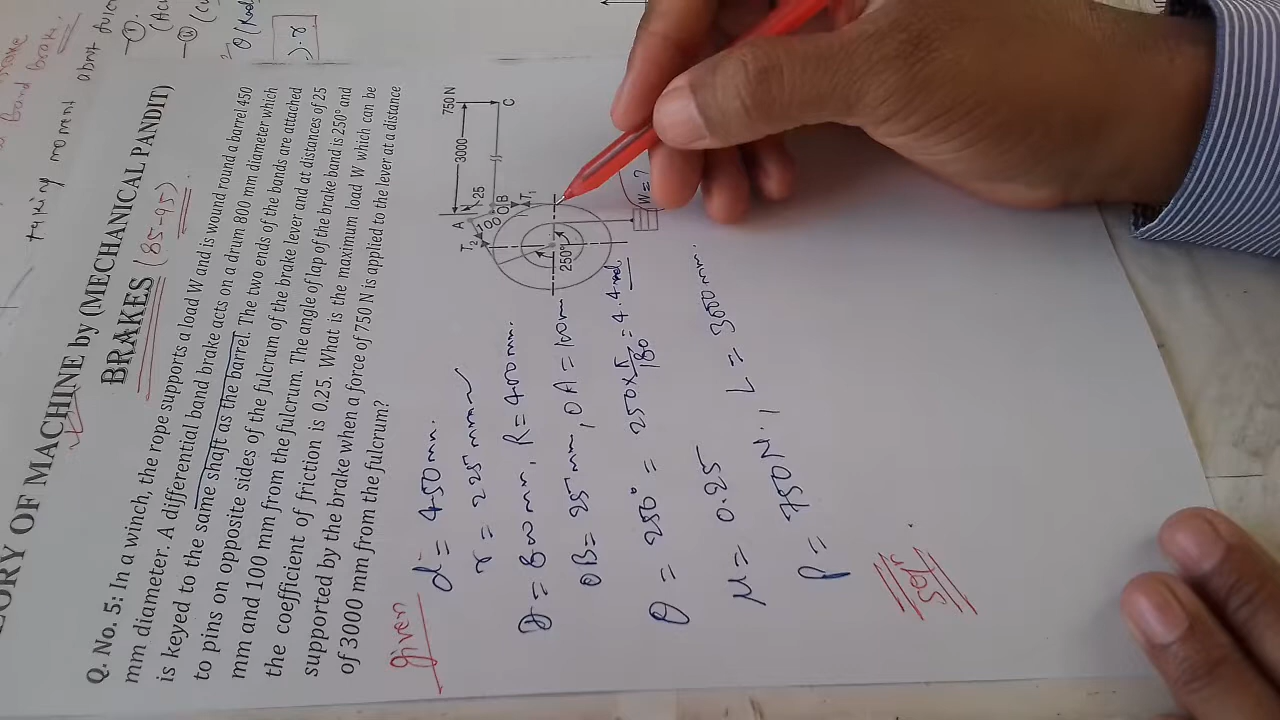 about
taking moment
THEORY OF MACHINE by (MECHANICAL PANDIT)
BRAKES (85-95)
Q. No. 5: In a winch, the rope supports a load W and is wound round a barrel 450
mm diameter. A differential band brake acts on a drum 800 mm diameter which
is keyed to the same shaft as the barrel. The two ends of the bands are attached
to pins on opposite sides of the fulcrum of the brake lever and at distances of 25
mm and 100 mm from the fulcrum. The angle of lap of the brake band is 250° and
the coefficient of friction is 0.25. What is the maximum load W which can be
supported by the brake when a force of 750 N is applied to the lever at a distance
of 3000 mm from the fulcrum?
given
d = 450 mm.
r = 225 mm
D = 800 mm, R = 400 mm.
OB = 25 mm, OA = 100 mm
θ = 250° = 250 × π/180 = 4.4 rad.
μ = 0.25
P = 750 N., L = 3000 mm.
Sol
750 N
3000
C
A
25
B
O
T1
T2
250°
W = ?